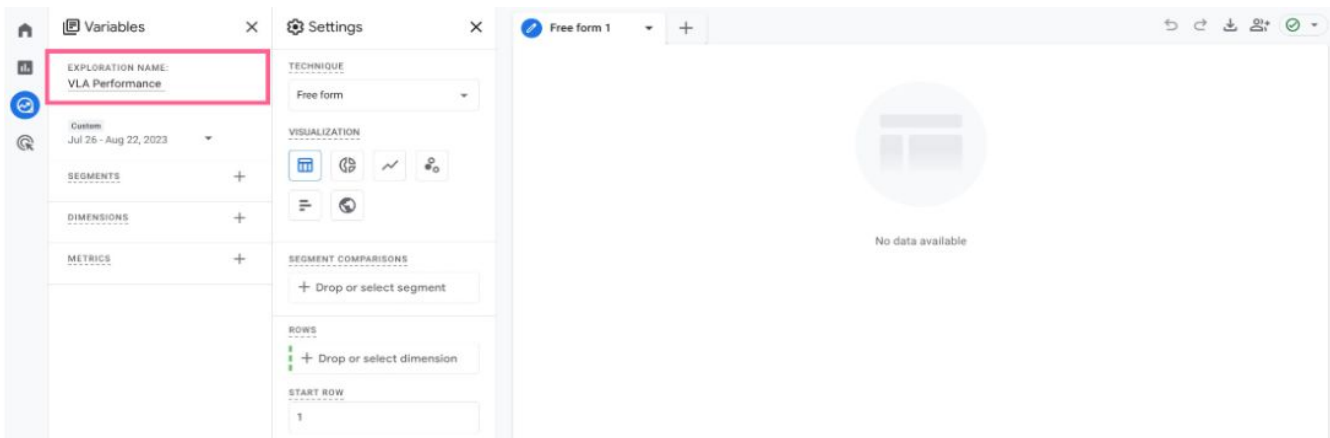 Variables
EXPLORATION NAME:
VLA Performance
Custom
Jul 26 - Aug 22, 2023
SEGMENTS
DIMENSIONS
METRICS
Settings
TECHNIQUE
Free form
VISUALIZATION
SEGMENT COMPARISONS
+ Drop or select segment
ROWS
+ Drop or select dimension
START ROW
1
Free form 1
No data available